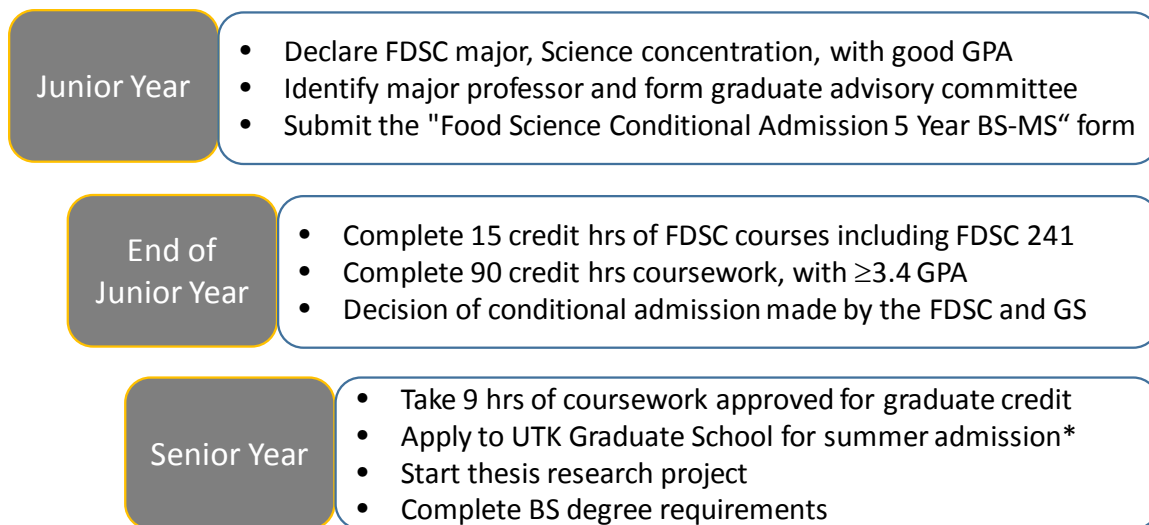 Junior Year
• Declare FDSC major, Science concentration, with good GPA
• Identify major professor and form graduate advisory committee
• Submit the "Food Science Conditional Admission 5 Year BS-MS“ form
End of
Junior Year
• Complete 15 credit hrs of FDSC courses including FDSC 241
• Complete 90 credit hrs coursework, with ≥3.4 GPA
• Decision of conditional admission made by the FDSC and GS
Senior Year
• Take 9 hrs of coursework approved for graduate credit
• Apply to UTK Graduate School for summer admission*
• Start thesis research project
• Complete BS degree requirements